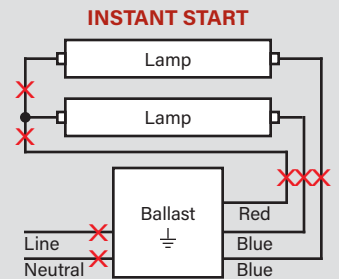 INSTANT START
Lamp
Lamp
Ballast
Red
Line
Blue
Neutral
Blue